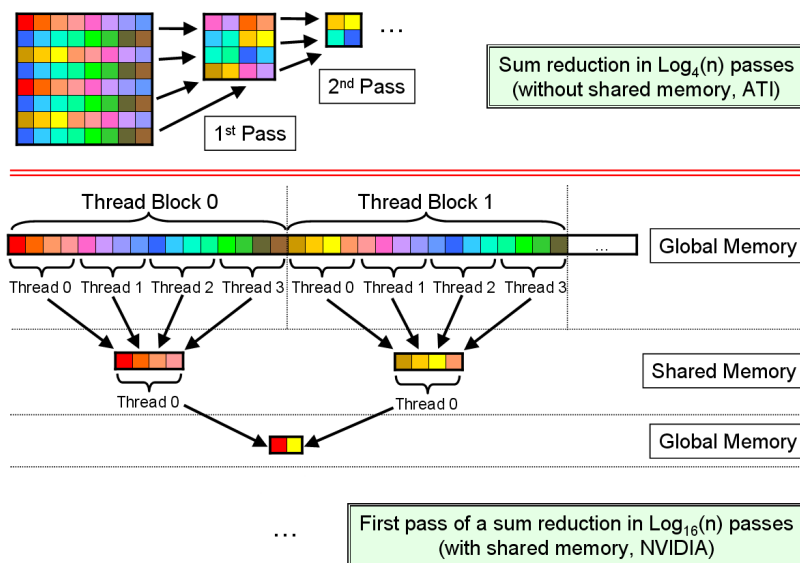 ...
Sum reduction in Log4(n) passes
(without shared memory, ATI)
2nd Pass
1st Pass
Thread Block 0
Thread Block 1
...
Global Memory
Thread 0
Thread 1
Thread 2
Thread 3
Thread 0
Thread 1
Thread 2
Thread 3
Shared Memory
Thread 0
Thread 0
Global Memory
...
First pass of a sum reduction in Log16(n) passes
(with shared memory, NVIDIA)